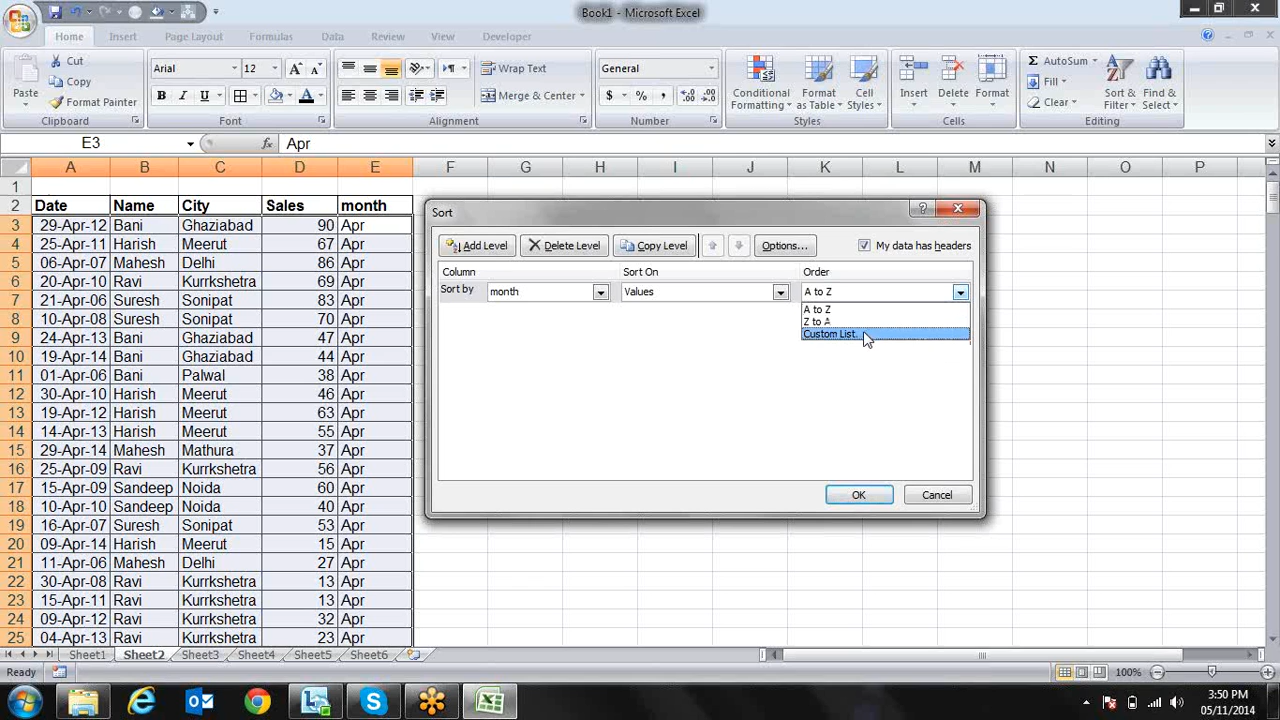 Book1 - Microsoft Excel
Home Insert Page Layout Formulas Data Review View Developer
Cut
Copy
Format Painter
Paste
Clipboard
Arial 12
Font
Wrap Text
Merge & Center
Alignment
General
Number
Conditional Formatting
Format as Table
Cell Styles
Styles
Insert Delete Format
Cells
AutoSum
Fill
Clear
Sort & Filter
Find & Select
Editing
E3 Apr
A B C D E F G H I J K L M N O P
1
2 Date Name City Sales month
3 29-Apr-12 Bani Ghaziabad 90 Apr
4 25-Apr-11 Harish Meerut 67 Apr
5 06-Apr-07 Mahesh Delhi 86 Apr
6 20-Apr-10 Ravi Kurrkshetra 69 Apr
7 21-Apr-06 Suresh Sonipat 83 Apr
8 10-Apr-08 Suresh Sonipat 70 Apr
9 24-Apr-13 Bani Ghaziabad 47 Apr
10 19-Apr-14 Bani Ghaziabad 44 Apr
11 01-Apr-06 Bani Palwal 38 Apr
12 30-Apr-10 Harish Meerut 46 Apr
13 19-Apr-12 Harish Meerut 63 Apr
14 14-Apr-13 Harish Meerut 55 Apr
15 29-Apr-14 Mahesh Mathura 37 Apr
16 25-Apr-09 Ravi Kurrkshetra 56 Apr
17 15-Apr-09 Sandeep Noida 60 Apr
18 10-Apr-10 Sandeep Noida 40 Apr
19 16-Apr-07 Suresh Sonipat 53 Apr
20 09-Apr-14 Harish Meerut 15 Apr
21 11-Apr-06 Mahesh Delhi 27 Apr
22 30-Apr-08 Ravi Kurrkshetra 13 Apr
23 15-Apr-11 Ravi Kurrkshetra 13 Apr
24 09-Apr-12 Ravi Kurrkshetra 32 Apr
25 04-Apr-13 Ravi Kurrkshetra 23 Apr
Sort
Add Level Delete Level Copy Level Options... My data has headers
Column Sort On Order
Sort by month Values A to Z
A to Z
Z to A
Custom List.
OK Cancel
Sheet1 Sheet2 Sheet3 Sheet4 Sheet5 Sheet6
Ready 100%
3:50 PM
05/11/2014